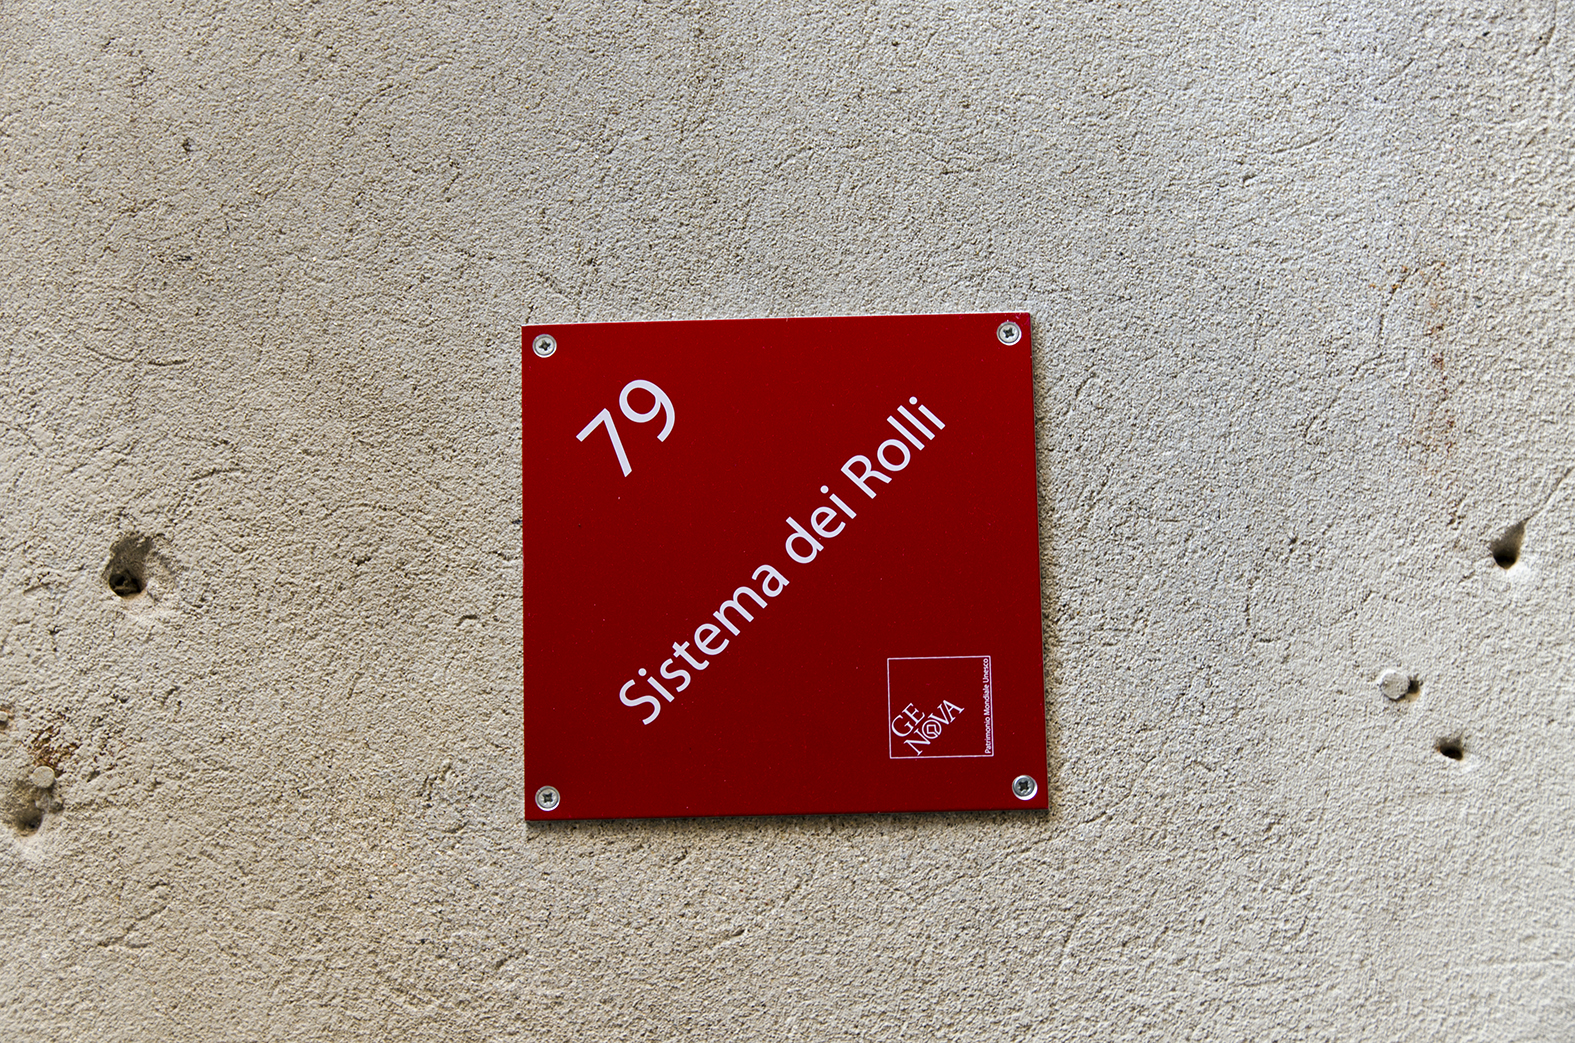 79
Sistema dei Rolli
GE
NOVA
Patrimonio Mondiale Unesco